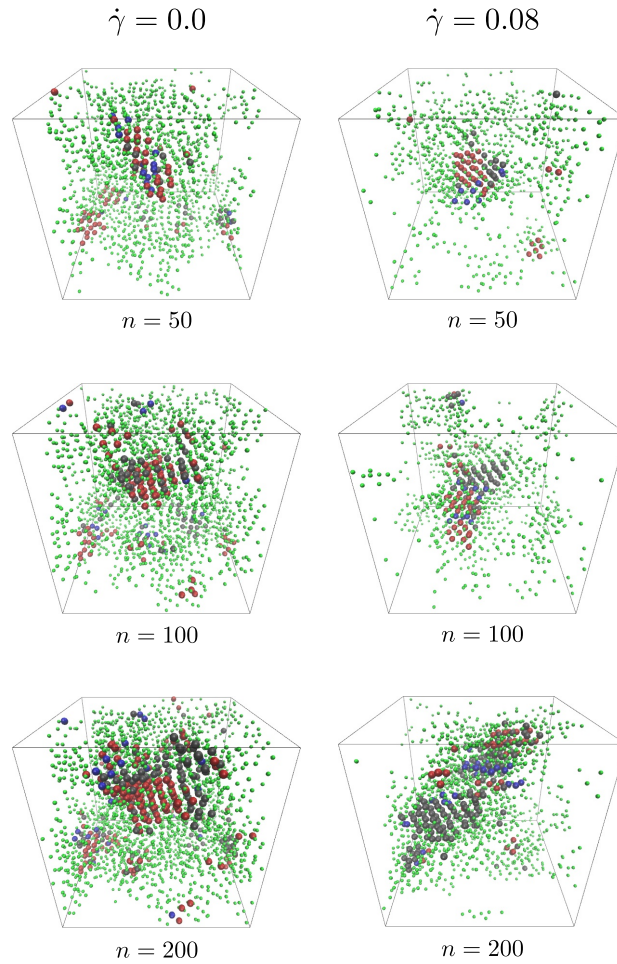 γ̇ = 0.0
γ̇ = 0.08
n = 50
n = 50
n = 100
n = 100
n = 200
n = 200